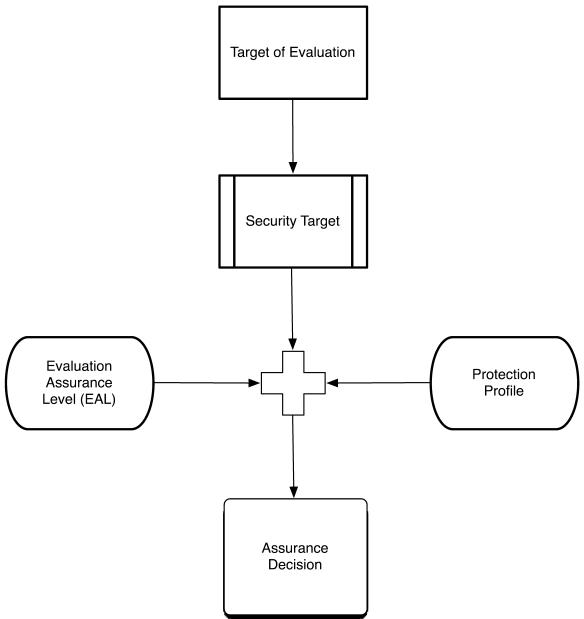 Target of Evaluation
Security Target
Evaluation
Assurance
Level (EAL)
Protection
Profile
Assurance
Decision